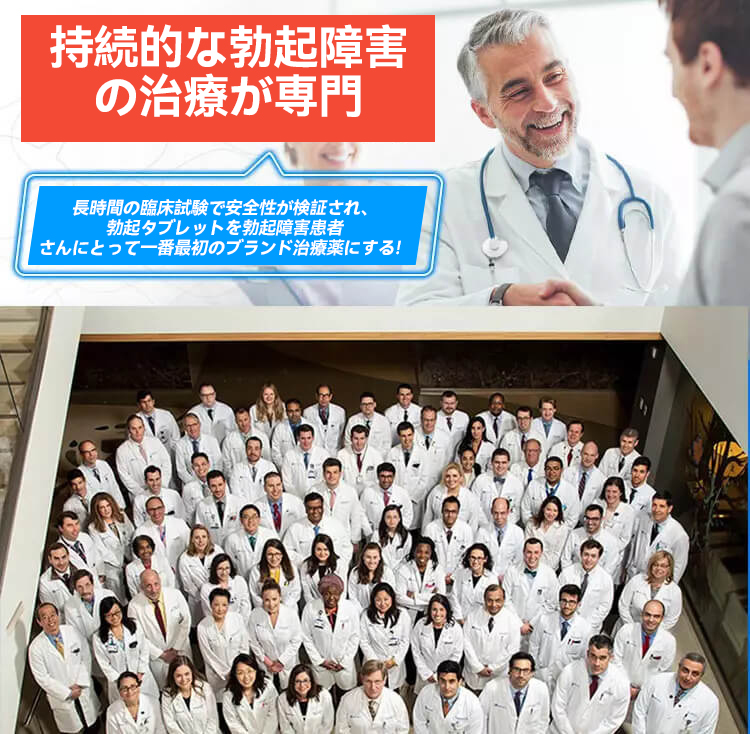 持続的な勃起障害
の治療が専門
長時間の臨床試験で安全性が検証され、
勃起タブレットを勃起障害患者
さんにとって一番最初のブランド治療薬にする!